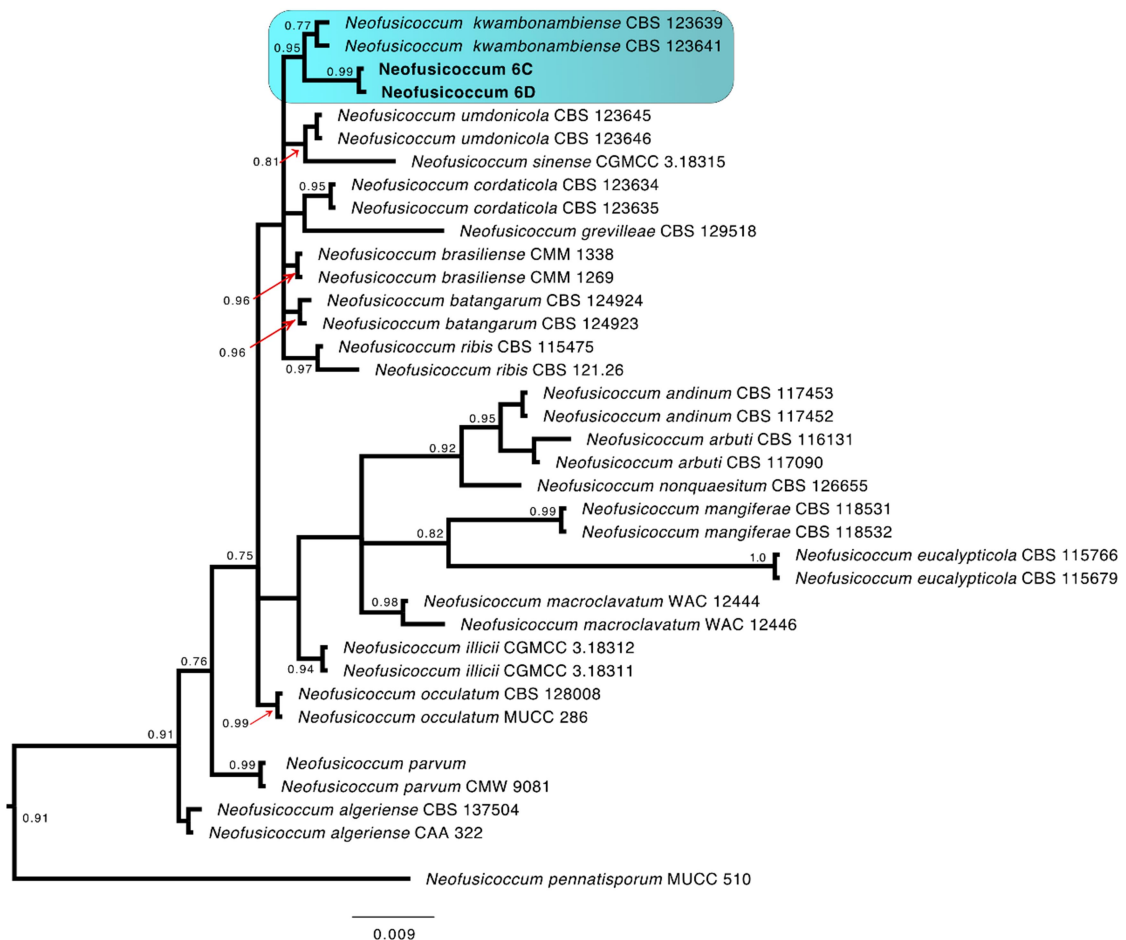 0.77
Neofusicoccum kwambonambiense CBS 123639
0.95
Neofusicoccum kwambonambiense CBS 123641
0.99
Neofusicoccum 6C
Neofusicoccum 6D
Neofusicoccum umdonicola CBS 123645
Neofusicoccum umdonicola CBS 123646
0.81
Neofusicoccum sinense CGMCC 3.18315
0.95
Neofusicoccum cordaticola CBS 123634
Neofusicoccum cordaticola CBS 123635
Neofusicoccum grevilleae CBS 129518
Neofusicoccum brasiliense CMM 1338
Neofusicoccum brasiliense CMM 1269
0.96
Neofusicoccum batangarum CBS 124924
Neofusicoccum batangarum CBS 124923
0.96
Neofusicoccum ribis CBS 115475
0.97
Neofusicoccum ribis CBS 121.26
Neofusicoccum andinum CBS 117453
0.95
Neofusicoccum andinum CBS 117452
Neofusicoccum arbuti CBS 116131
0.92
Neofusicoccum arbuti CBS 117090
Neofusicoccum nonquaesitum CBS 126655
0.99
Neofusicoccum mangiferae CBS 118531
0.82
Neofusicoccum mangiferae CBS 118532
0.75
1.0
Neofusicoccum eucalypticola CBS 115766
Neofusicoccum eucalypticola CBS 115679
0.98
Neofusicoccum macroclavatum WAC 12444
Neofusicoccum macroclavatum WAC 12446
Neofusicoccum illicii CGMCC 3.18312
0.76
0.94
Neofusicoccum illicii CGMCC 3.18311
Neofusicoccum occulatum CBS 128008
0.99
Neofusicoccum occulatum MUCC 286
0.91
0.99
Neofusicoccum parvum
Neofusicoccum parvum CMW 9081
Neofusicoccum algeriense CBS 137504
0.91
Neofusicoccum algeriense CAA 322
Neofusicoccum pennatisporum MUCC 510
0.009